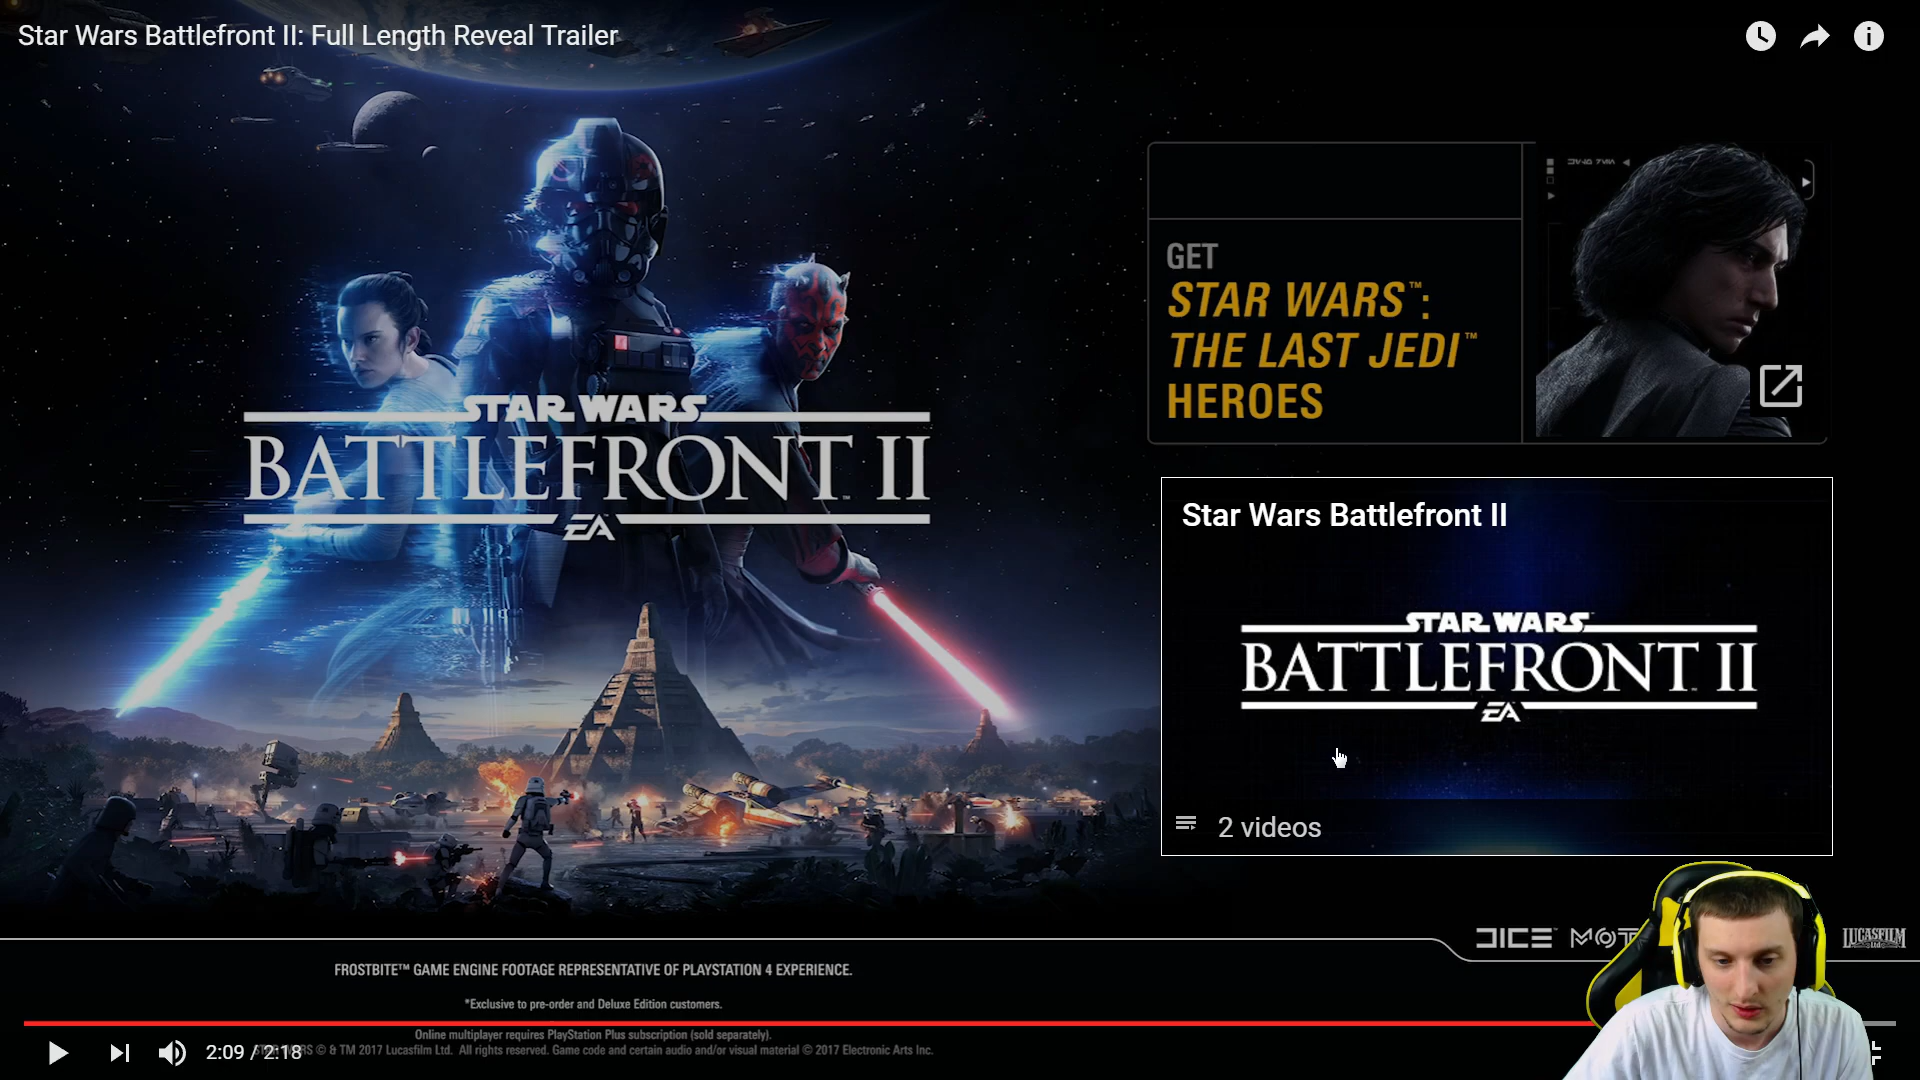 Star Wars Battlefront II: Full Length Reveal Trailer
GET
STAR WARS™:
THE LAST JEDI™
HEROES
STAR WARS
BATTLEFRONT II
EA
Star Wars Battlefront II
STAR WARS
BATTLEFRONT II
EA
2 videos
DICE MOT
LUCASFILM
Ltd.
FROSTBITE™ GAME ENGINE FOOTAGE REPRESENTATIVE OF PLAYSTATION 4 EXPERIENCE.
*Exclusive to pre-order and Deluxe Edition customers.
Online multiplayer requires PlayStation Plus subscription (sold separately).
2:09 / 2:18
© & TM 2017 Lucasfilm Ltd. All rights reserved. Game code and certain audio and/or visual material © 2017 Electronic Arts Inc.